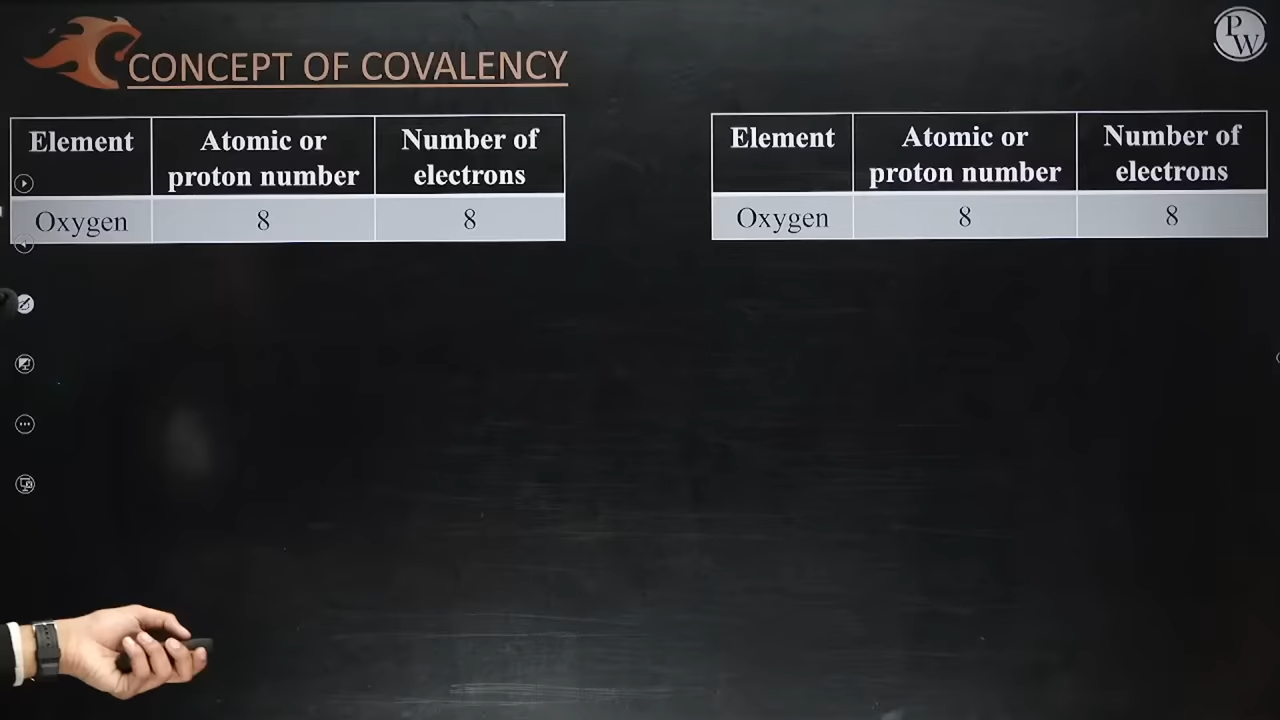 CONCEPT OF COVALENCY
PW
Element Atomic or proton number Number of electrons
Oxygen 8 8
Element Atomic or proton number Number of electrons
Oxygen 8 8